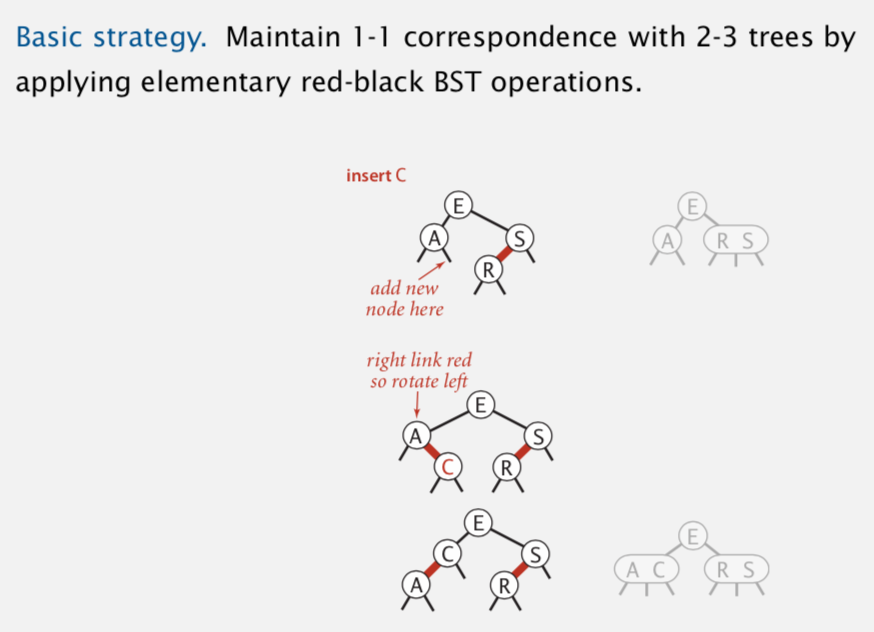 Basic strategy. Maintain 1-1 correspondence with 2-3 trees by
applying elementary red-black BST operations.
insert C
E
A
S
R
add new
node here
E
A
R S
right link red
so rotate left
E
A
S
C
R
E
C
S
A
R
E
A C
R S